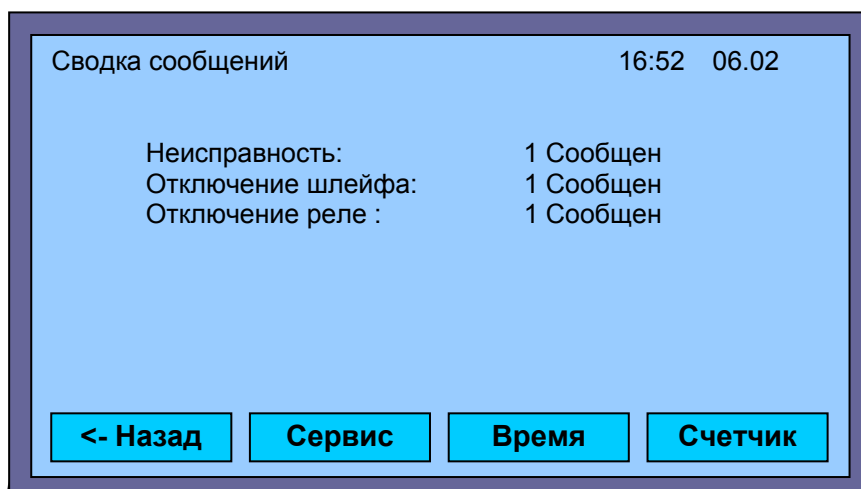 Сводка сообщений 16:52 06.02
Неисправность: 1 Сообщен
Отключение шлейфа: 1 Сообщен
Отключение реле : 1 Сообщен
<- Назад Сервис Время Счетчик